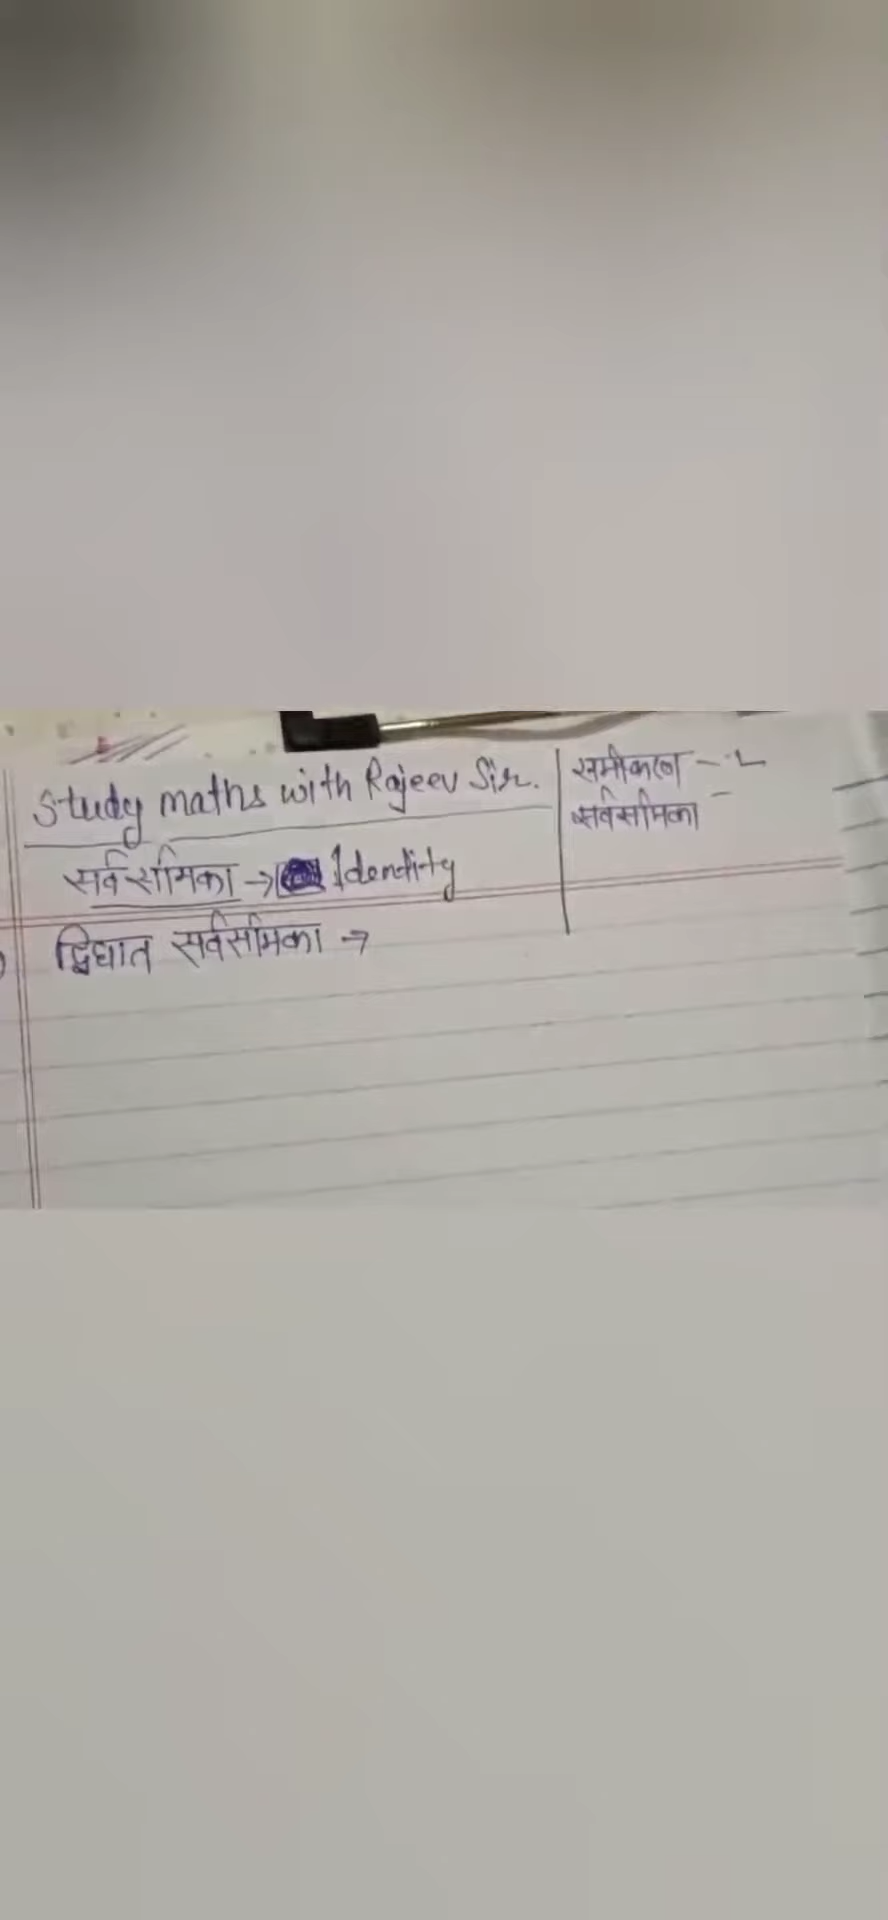 Study maths with Rajeev Sir.
सर्वसमिका → Identity
द्विघात सर्वसमिका →
समीकरण -
सर्वसमिका -